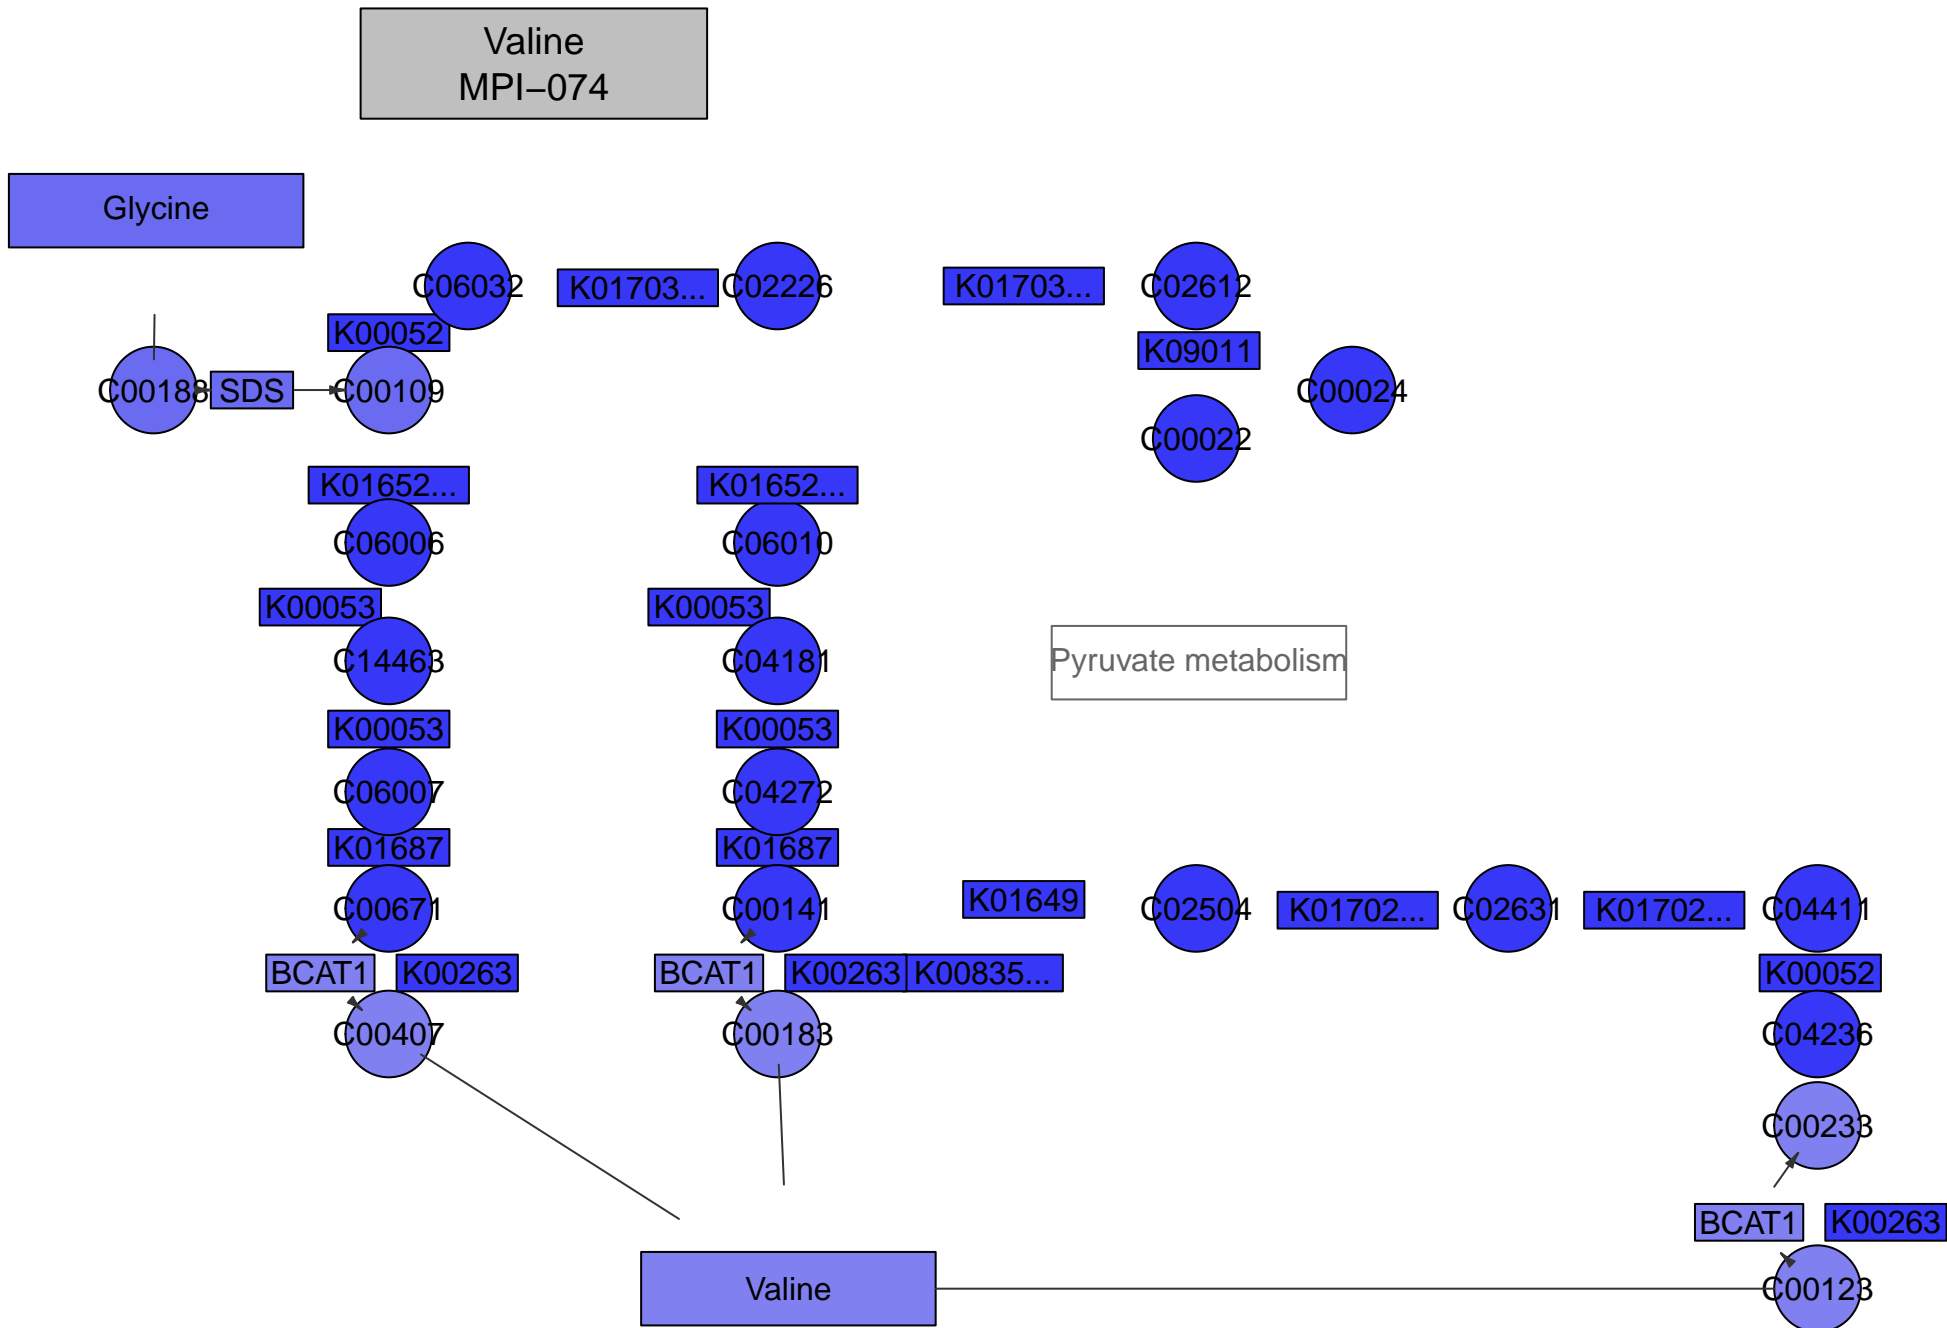 Valine
MPI−074
Glycine
C06032
K01703...
C02226
K01703...
C02612
K00052
K09011
C00188
SDS
C00109
C00024
C00022
K01652...
K01652...
C06006
C06010
K00053
K00053
C14463
C04181
Pyruvate metabolism
K00053
K00053
C06007
C04272
K01687
K01687
C00671
C00141
K01649
C02504
K01702...
C02631
K01702...
C04411
BCAT1
K00263
BCAT1
K00263
K00835...
K00052
C00407
C00183
C04236
C00233
BCAT1
K00263
Valine
C00123